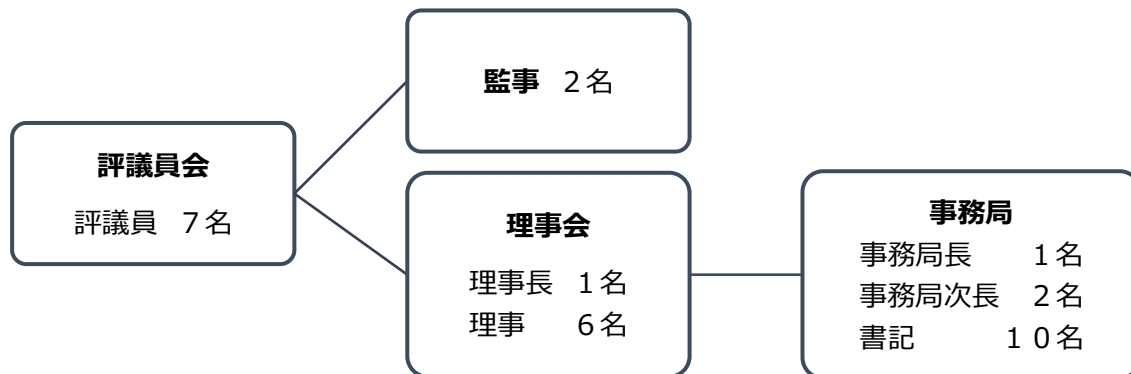 監事 ２名
評議員会
評議員 ７名
理事会
理事長 １名
理事 ６名
事務局
事務局長 １名
事務局次長 ２名
書記 １０名